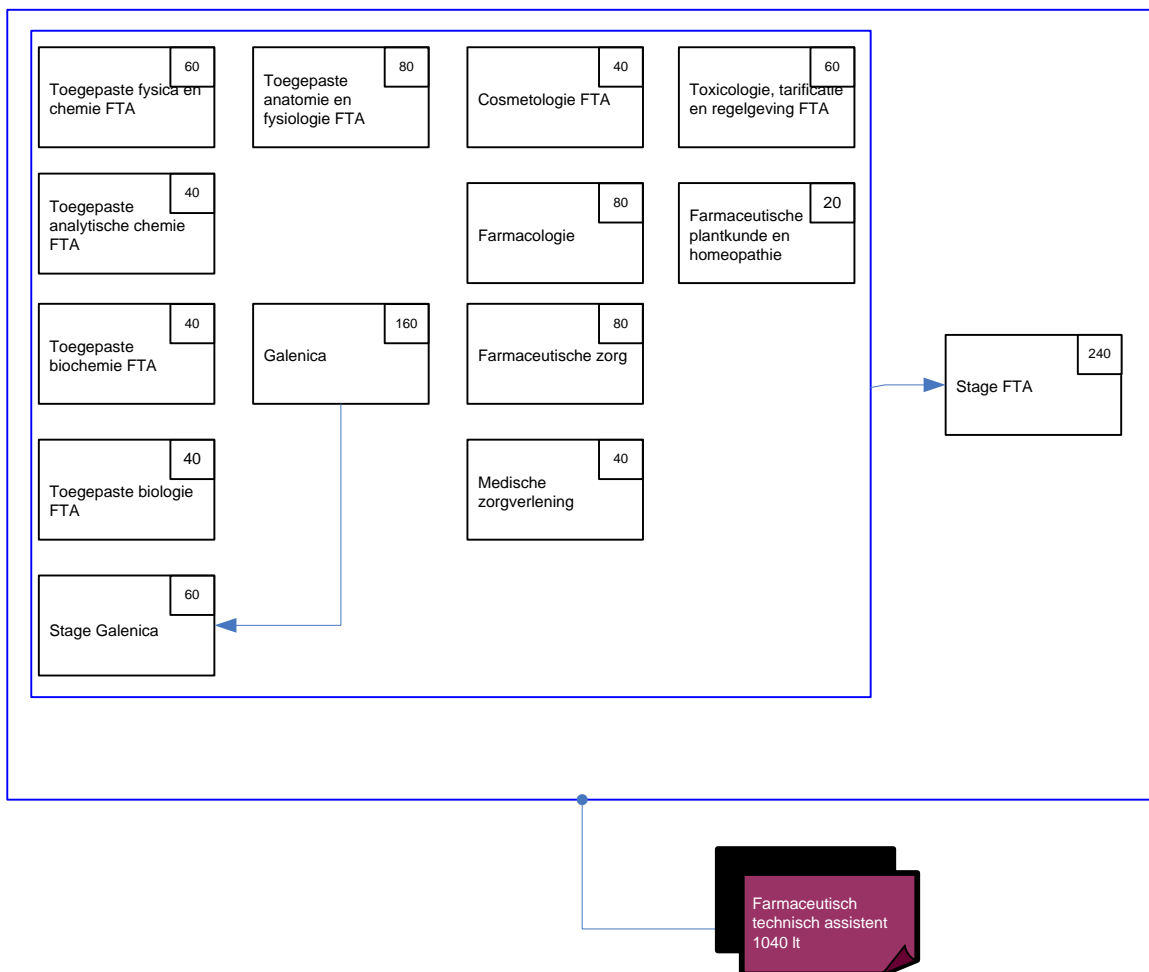 60
Toegepaste fysica en
chemie FTA
80
Toegepaste
anatomie en
fysiologie FTA
40
Cosmetologie FTA
60
Toxicologie, tarificatie
en regelgeving FTA
40
Toegepaste
analytische chemie
FTA
80
Farmacologie
20
Farmaceutische
plantkunde en
homeopathie
40
Toegepaste
biochemie FTA
160
Galenica
80
Farmaceutische zorg
240
Stage FTA
40
Toegepaste biologie
FTA
40
Medische
zorgverlening
60
Stage Galenica
Farmaceutisch
technisch assistent
1040 lt